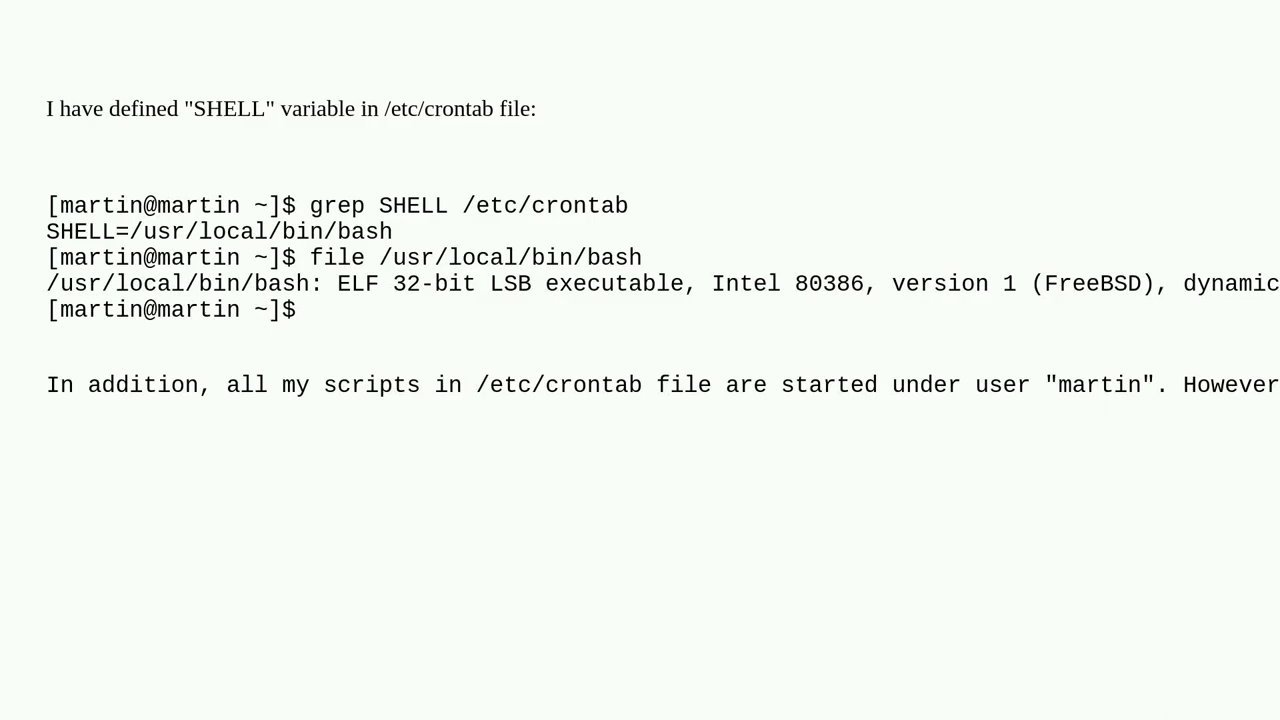 I have defined "SHELL" variable in /etc/crontab file:
[martin@martin ~]$ grep SHELL /etc/crontab
SHELL=/usr/local/bin/bash
[martin@martin ~]$ file /usr/local/bin/bash
/usr/local/bin/bash: ELF 32-bit LSB executable, Intel 80386, version 1 (FreeBSD), dynamic
[martin@martin ~]$
In addition, all my scripts in /etc/crontab file are started under user "martin". However